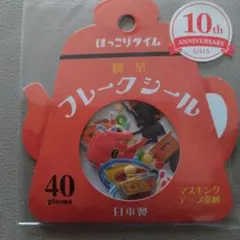 ほっこりタイム
10th
ANNIVERSARY
喫茶
フレークシール
40
pieces
マスキング
テープ素材
日本製